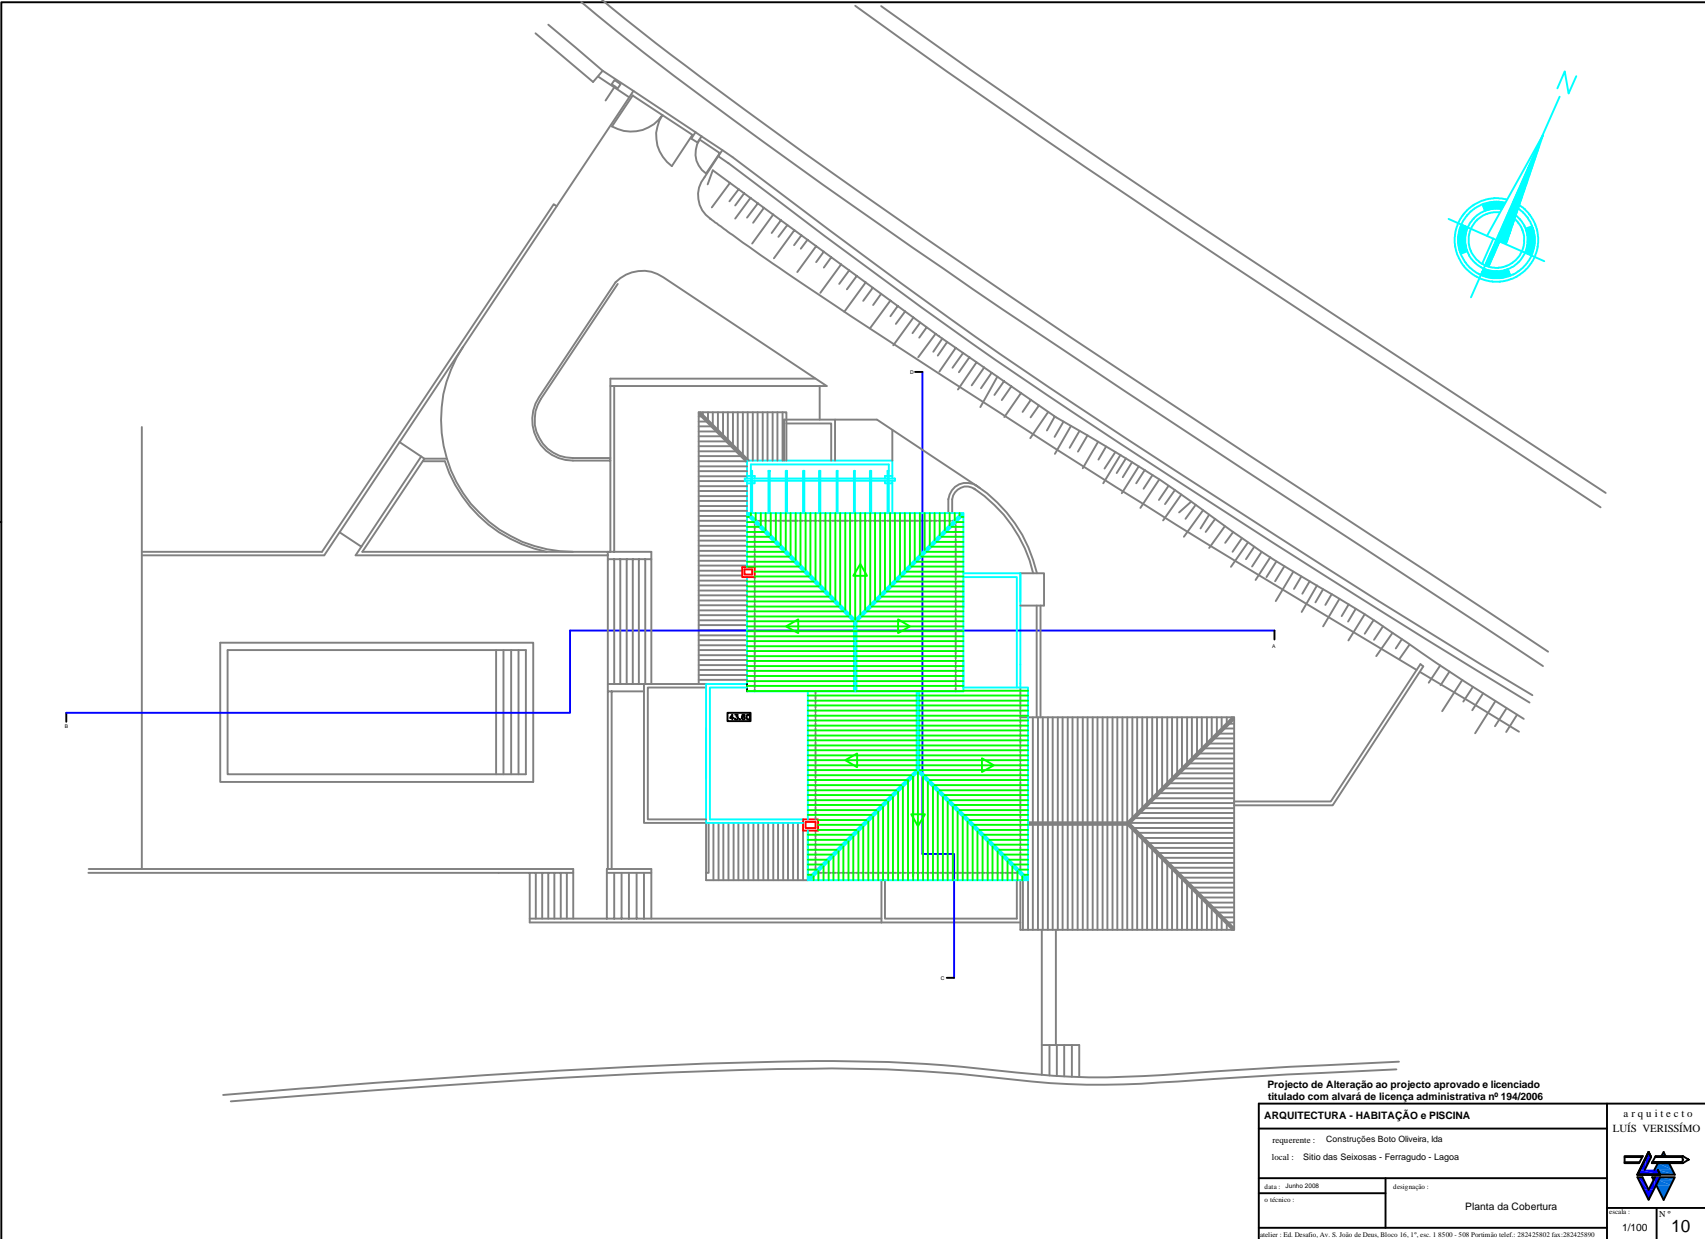 N
D
A
43.80
B
C
Projecto de Alteração ao projecto aprovado e licenciado
titulado com alvará de licença administrativa nº 194/2006
ARQUITECTURA - HABITAÇÃO e PISCINA
requerente : Construções Boto Oliveira, lda
local : Sitio das Seixosas - Ferragudo - Lagoa
data : Junho 2008
o técnico :
designação :
Planta da Cobertura
arquitecto
LUÍS VERISSÍMO
escala :
1/100
Nº
10
atelier : Ed. Desafio, Av. S. João de Deus, Bloco 16, 1º, esc. 1 8500 - 508 Portimão telef.: 282425802 fax:282425890